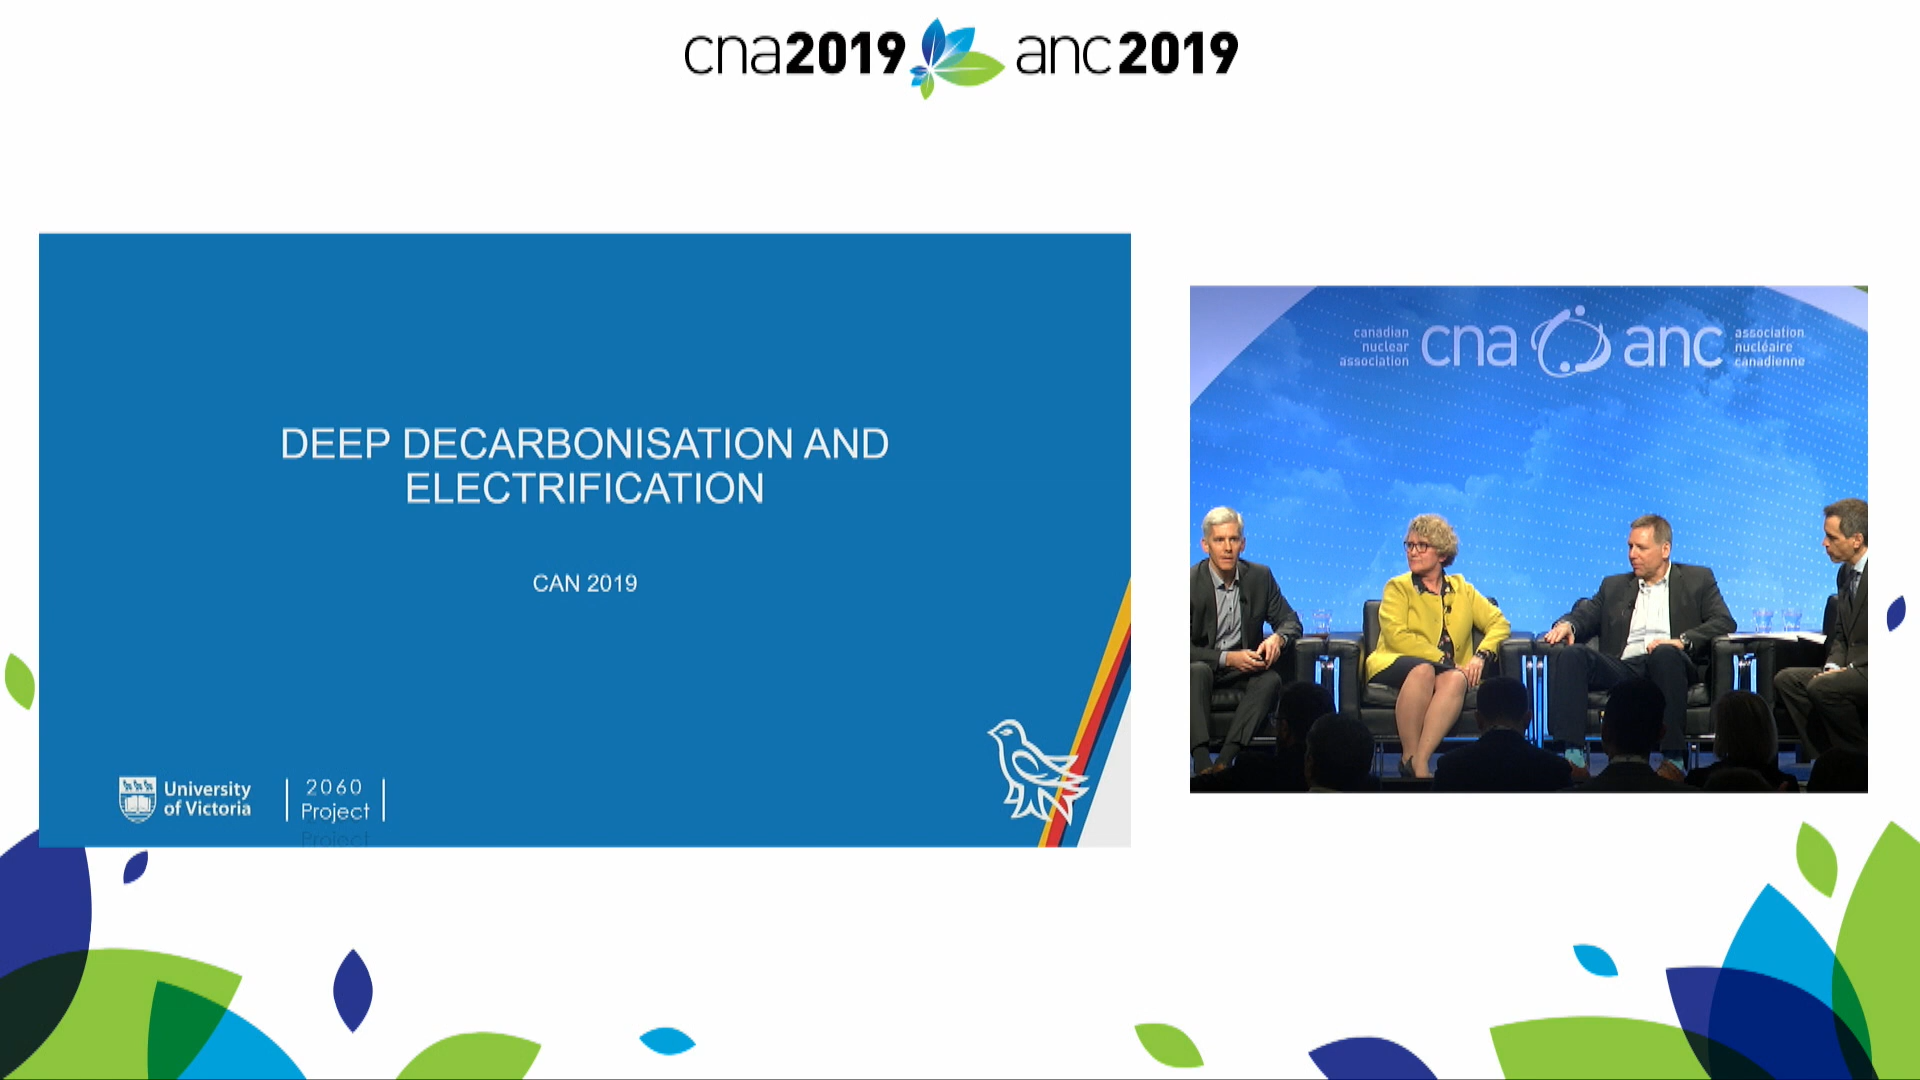 cna2019 anc2019
DEEP DECARBONISATION AND
ELECTRIFICATION
CAN 2019
University
of Victoria
2060
Project
Project
canadian
nuclear
association
cna anc
association
nucléaire
canadienne